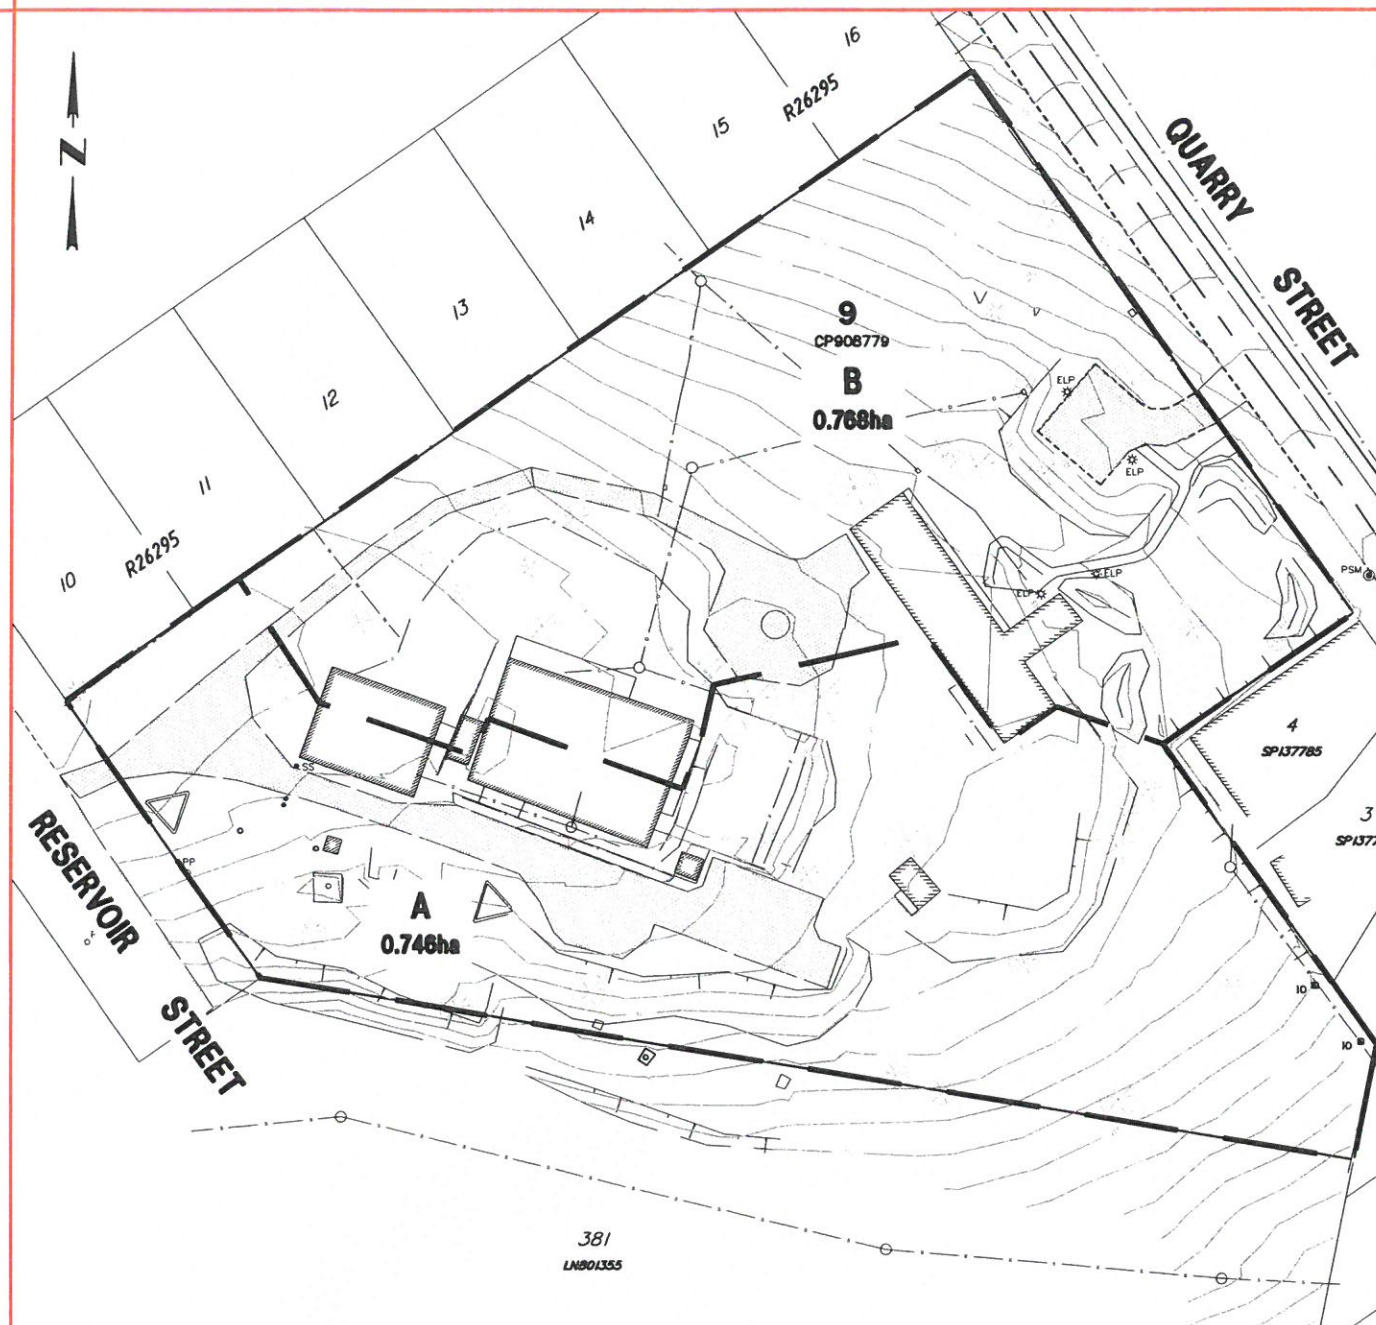 16
R26295
15
14
13
12
11
R26295
10
N
QUARRY
STREET
9
CP908779
B
0.768ha
ELP
ELP
ELP
ELP
PSM
4
SP137785
3
SS
PP
RESERVOIR
STREET
A
0.746ha
10
10
381
LN801355